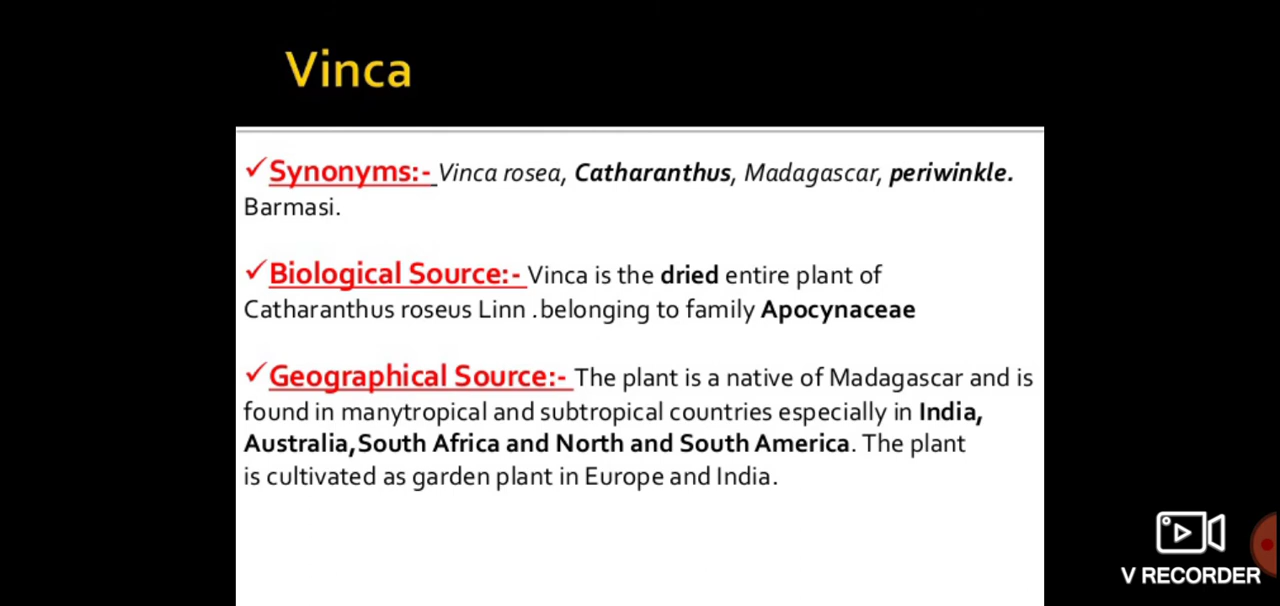 Vinca
✓Synonyms:- Vinca rosea, Catharanthus, Madagascar, periwinkle.
Barmasi.
✓Biological Source:- Vinca is the dried entire plant of
Catharanthus roseus Linn .belonging to family Apocynaceae
✓Geographical Source:- The plant is a native of Madagascar and is
found in manytropical and subtropical countries especially in India,
Australia,South Africa and North and South America. The plant
is cultivated as garden plant in Europe and India.
V RECORDER